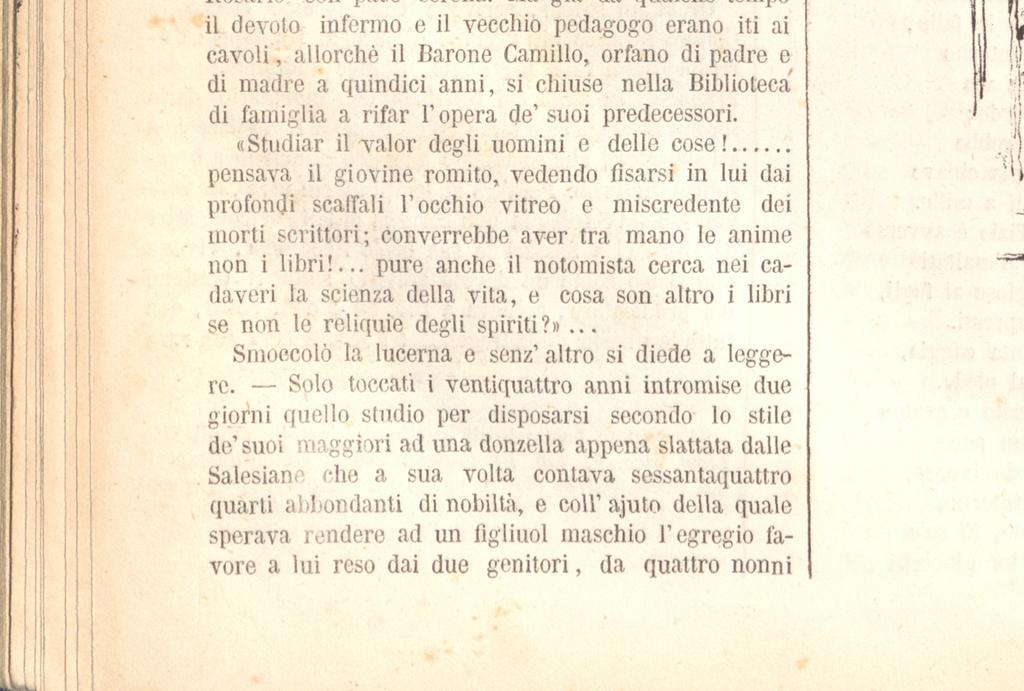 il devoto infermo e il vecchio pedagogo erano iti ai
cavoli, allorchè il Barone Camillo, orfano di padre e
di madre a quindici anni, si chiuse nella Biblioteca
di famiglia a rifar l'opera de' suoi predecessori.
«Studiar il valor degli uomini e delle cose!......
pensava il giovine romito, vedendo fisarsi in lui dai
profondi scaffali l'occhio vitreo e miscredente dei
morti scrittori; converrebbe aver tra mano le anime
non i libri!... pure anche il notomista cerca nei ca-
daveri la scienza della vita, e cosa son altro i libri
se non le reliquie degli spiriti?»...
Smoccolò la lucerna e senz' altro si diede a legge-
re. — Solo toccati i ventiquattro anni intromise due
giorni quello studio per disposarsi secondo lo stile
de' suoi maggiori ad una donzella appena slattata dalle
Salesiane che a sua volta contava sessantaquattro
quarti abbondanti di nobiltà, e coll' ajuto della quale
sperava rendere ad un figliuol maschio l'egregio fa-
vore a lui reso dai due genitori, da quattro nonni